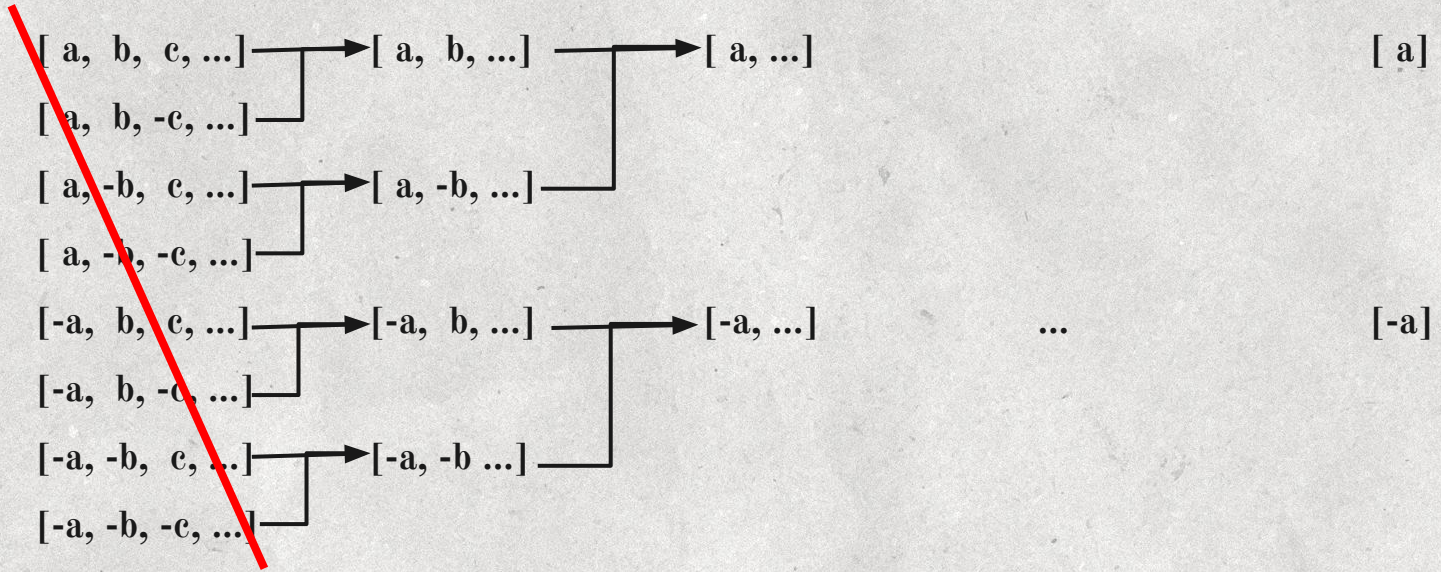 [ a, b, c, ...] [ a, b, ...] [ a, ...] [ a]
[ a, b, -c, ...]
[ a, -b, c, ...] [ a, -b, ...]
[ a, -b, -c, ...]
[-a, b, c, ...] [-a, b, ...] [-a, ...] ... [-a]
[-a, b, -c, ...]
[-a, -b, c, ...] [-a, -b ...]
[-a, -b, -c, ...]